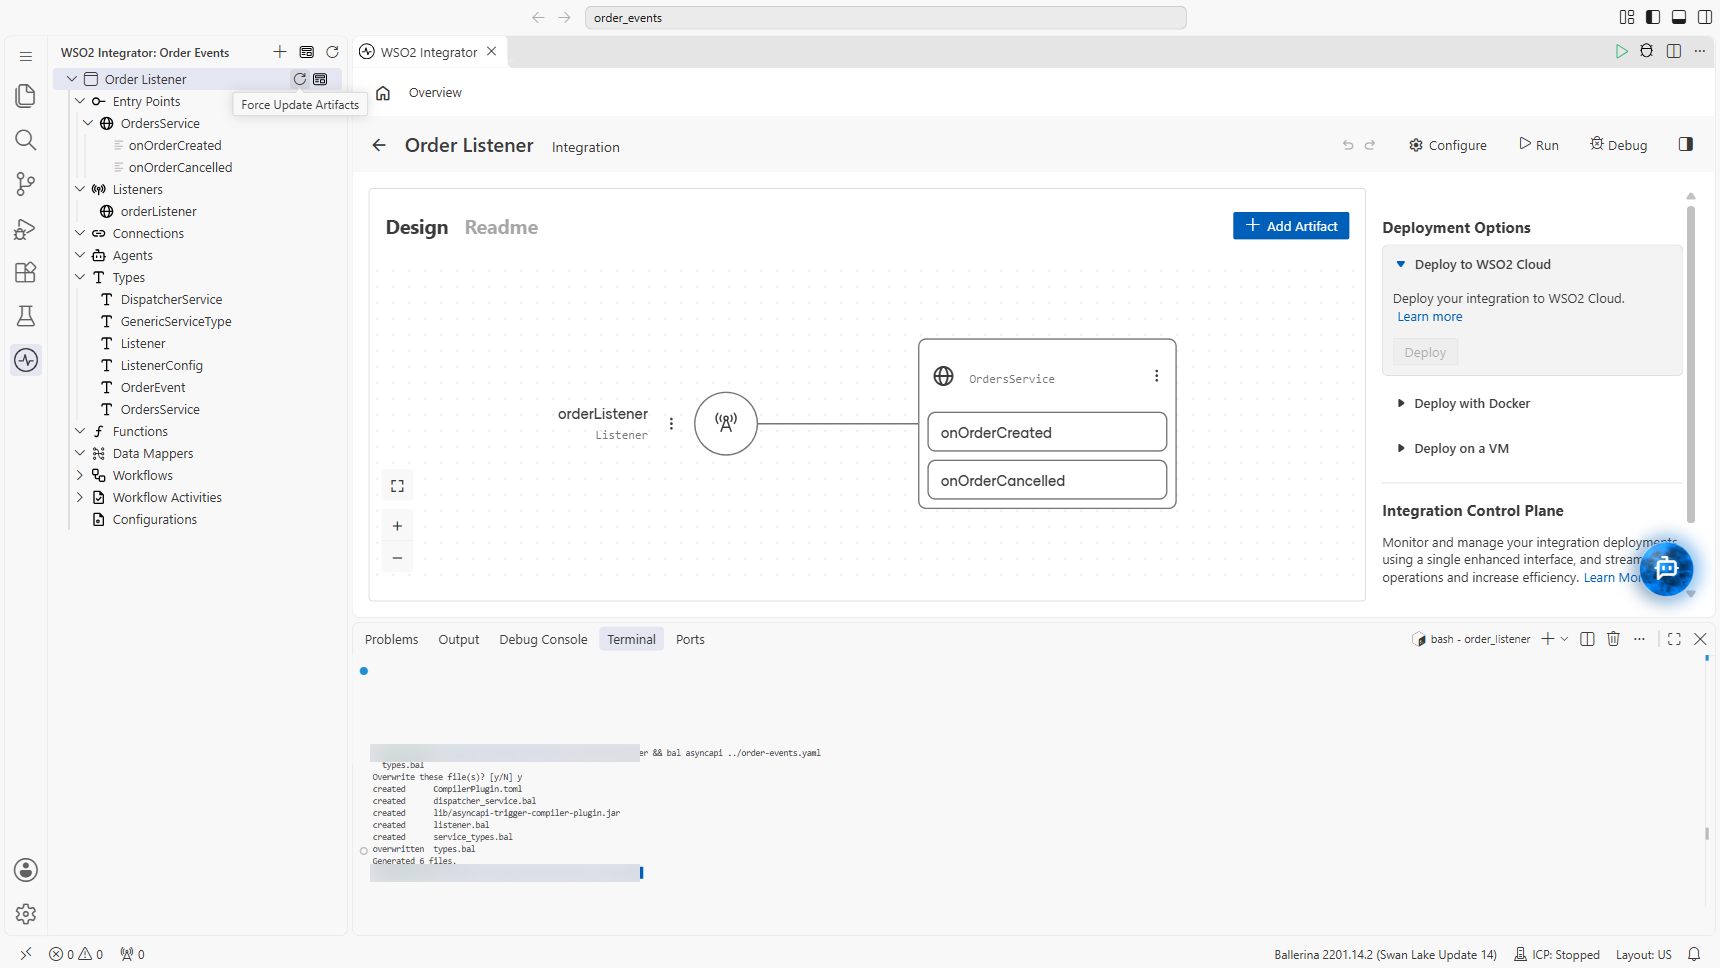 order_events
WSO2 Integrator: Order Events
Order Listener
Force Update Artifacts
Entry Points
OrdersService
onOrderCreated
onOrderCancelled
Listeners
orderListener
Connections
Agents
Types
DispatcherService
GenericServiceType
Listener
ListenerConfig
OrderEvent
OrdersService
Functions
Data Mappers
Workflows
Workflow Activities
Configurations
WSO2 Integrator
Overview
Order Listener Integration
Configure Run Debug
Design Readme
Add Artifact
orderListener
Listener
OrdersService
onOrderCreated
onOrderCancelled
Deployment Options
Deploy to WSO2 Cloud
Deploy your integration to WSO2 Cloud.
Learn more
Deploy
Deploy with Docker
Deploy on a VM
Integration Control Plane
Monitor and manage your integration deployments
using a single enhanced interface, and
operations and increase efficiency. Learn
Problems Output Debug Console Terminal Ports
bash - order_listener
er && bal asyncapi ../order-events.yaml
types.bal
Overwrite these file(s)? [y/N] y
created CompilerPlugin.toml
created dispatcher_service.bal
created lib/asyncapi-trigger-compiler-plugin.jar
created listener.bal
created service_types.bal
overwritten types.bal
Generated 6 files.
0 0 0
Ballerina 2201.14.2 (Swan Lake Update 14) ICP: Stopped Layout: US